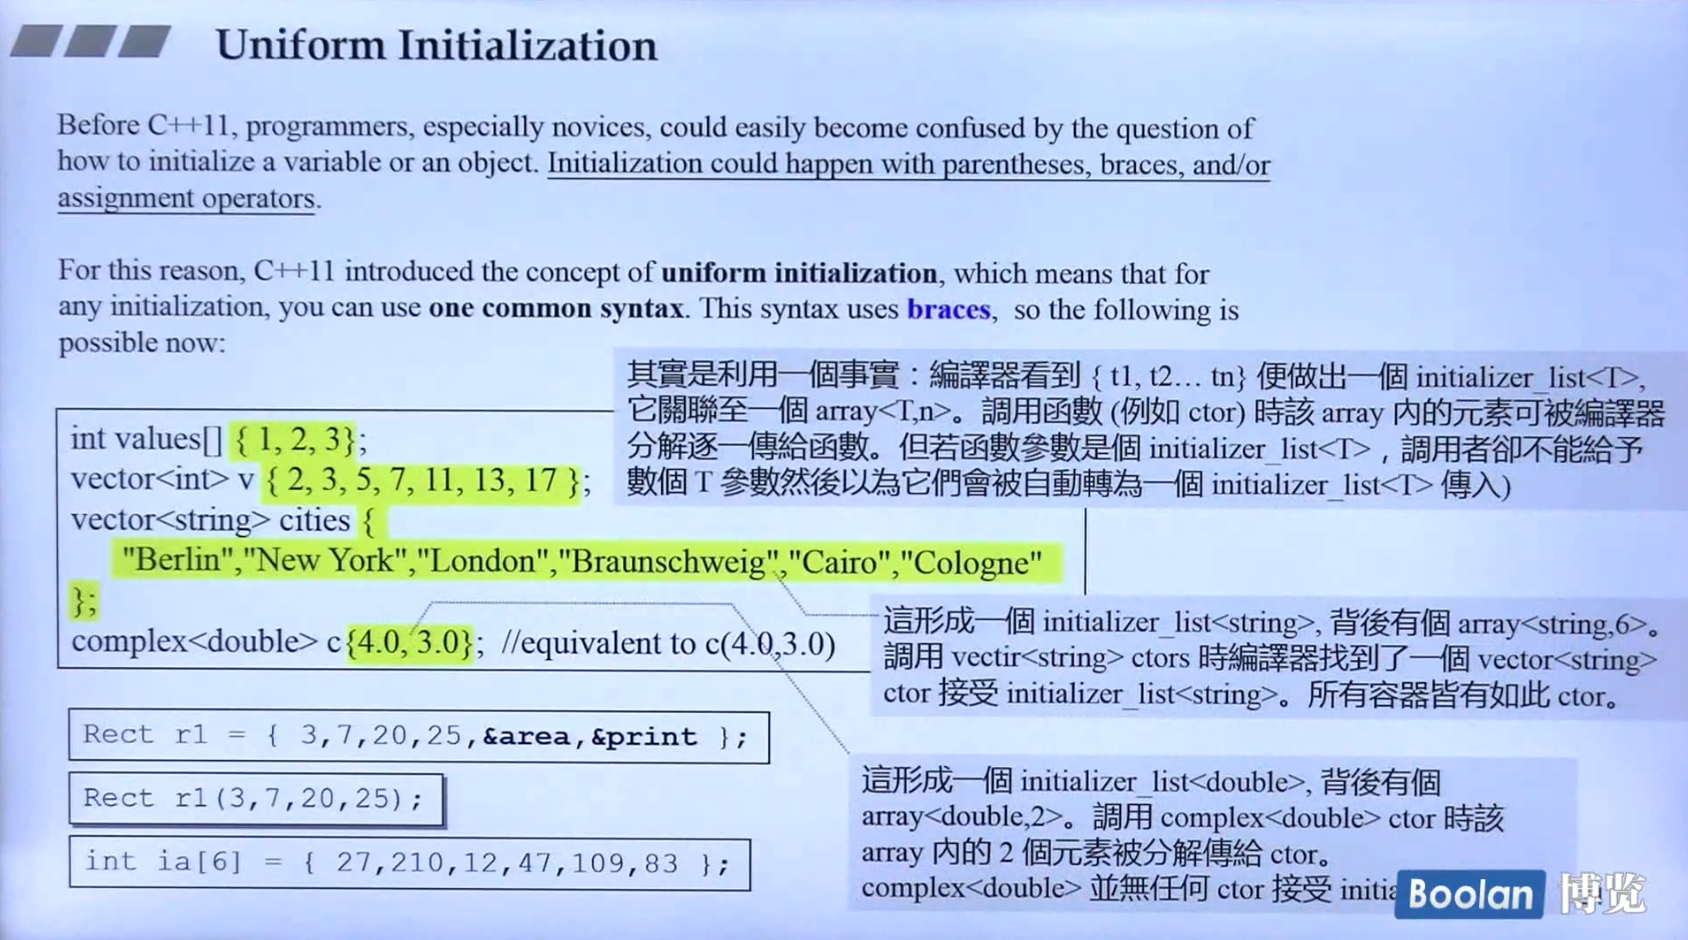 Uniform Initialization
Before C++11, programmers, especially novices, could easily become confused by the question of
how to initialize a variable or an object. Initialization could happen with parentheses, braces, and/or
assignment operators.
For this reason, C++11 introduced the concept of uniform initialization, which means that for
any initialization, you can use one common syntax. This syntax uses braces, so the following is
possible now:
其實是利用一個事實：編譯器看到 { t1, t2… tn} 便做出一個 initializer_list<T>,
它關聯至一個 array<T,n>。調用函數 (例如 ctor) 時該 array 內的元素可被編譯器
分解逐一傳給函數。但若函數參數是個 initializer_list<T>，調用者卻不能給予
數個 T 參數然後以為它們會被自動轉為一個 initializer_list<T> 傳入)
int values[] { 1, 2, 3};
vector<int> v { 2, 3, 5, 7, 11, 13, 17 };
vector<string> cities {
"Berlin","New York","London","Braunschweig","Cairo","Cologne"
};
complex<double> c{4.0, 3.0}; //equivalent to c(4.0,3.0)
這形成一個 initializer_list<string>, 背後有個 array<string,6>。
調用 vectir<string> ctors 時編譯器找到了一個 vector<string>
ctor 接受 initializer_list<string>。所有容器皆有如此 ctor。
Rect r1 = { 3,7,20,25,&area,&print };
Rect r1(3,7,20,25);
int ia[6] = { 27,210,12,47,109,83 };
這形成一個 initializer_list<double>, 背後有個
array<double,2>。調用 complex<double> ctor 時該
array 內的 2 個元素被分解傳給 ctor。
complex<double> 並無任何 ctor 接受
Boolan 博览